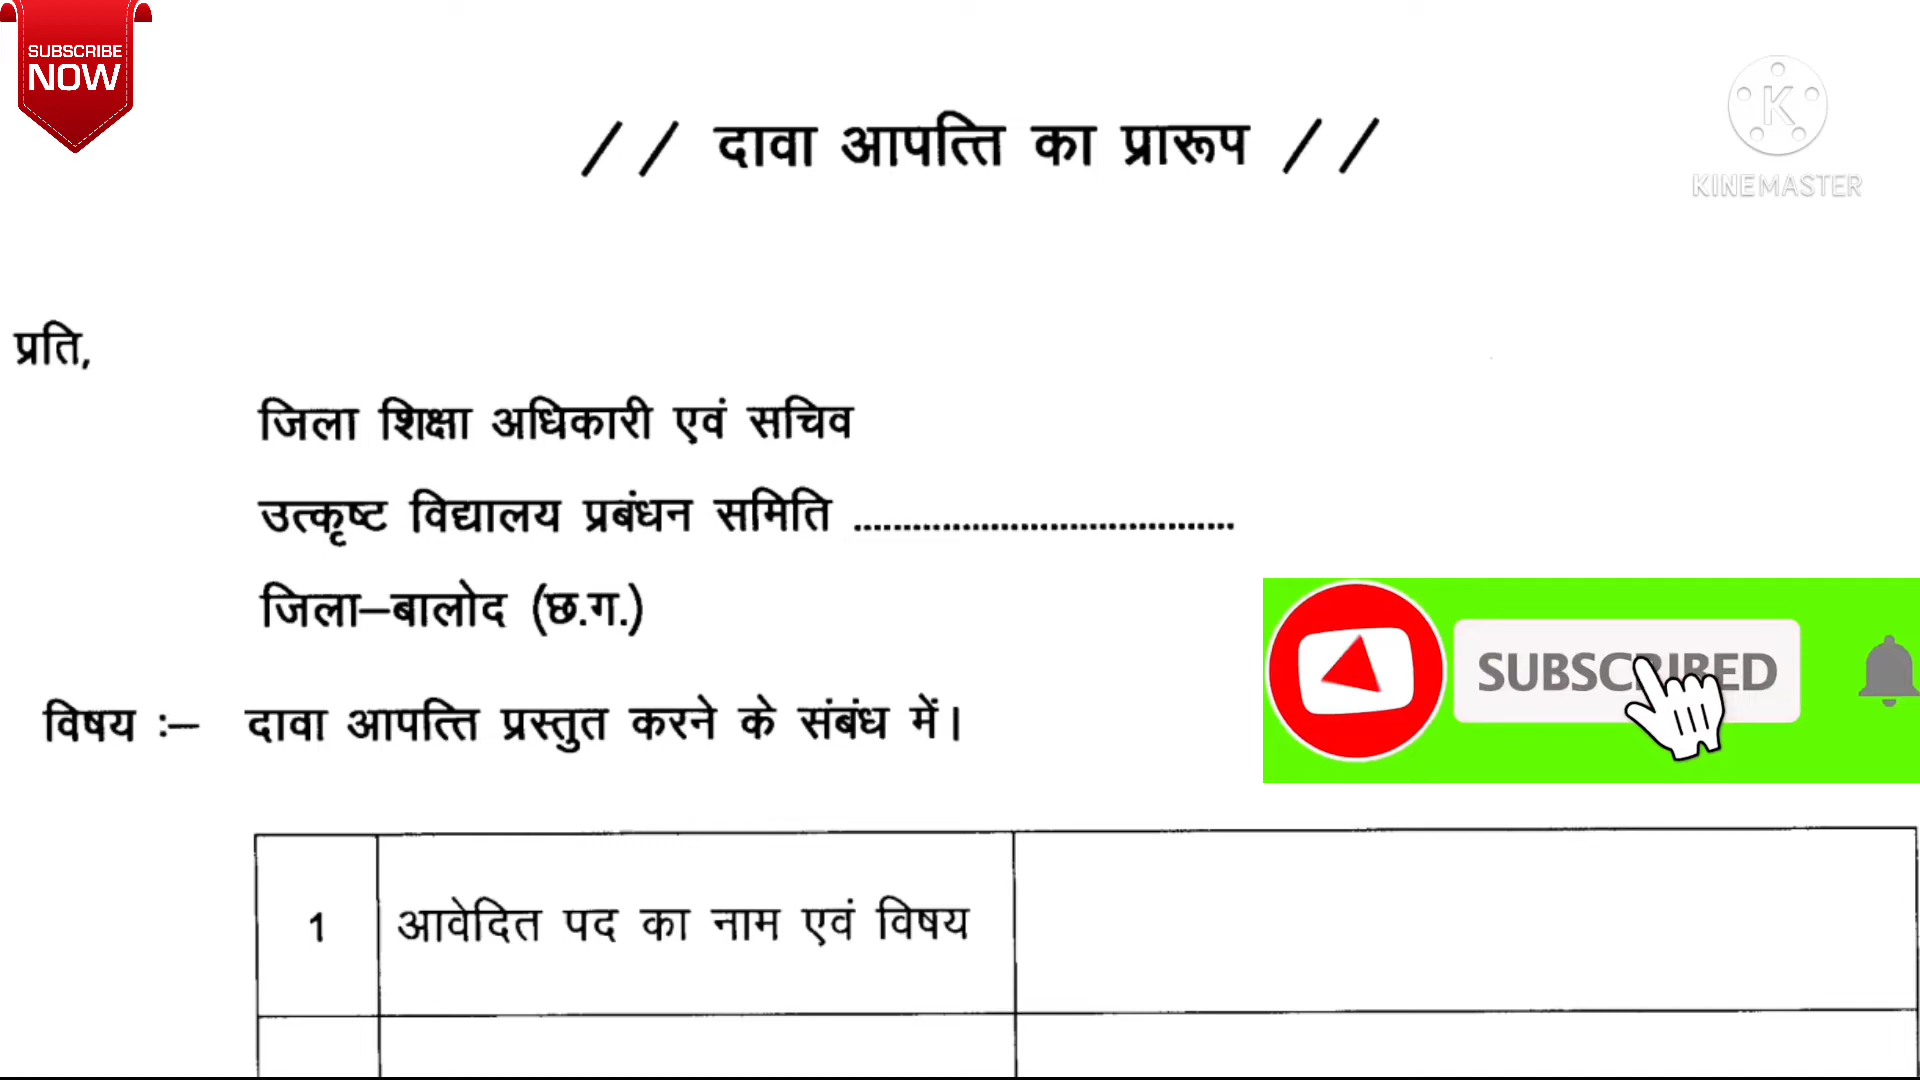 SUBSCRIBE
NOW
KINEMASTER
// दावा आपत्ति का प्रारूप //
प्रति,
जिला शिक्षा अधिकारी एवं सचिव
उत्कृष्ट विद्यालय प्रबंधन समिति ......................................
जिला–बालोद (छ.ग.)
विषय :– दावा आपत्ति प्रस्तुत करने के संबंध में।
SUBSCRIBED
1 आवेदित पद का नाम एवं विषय